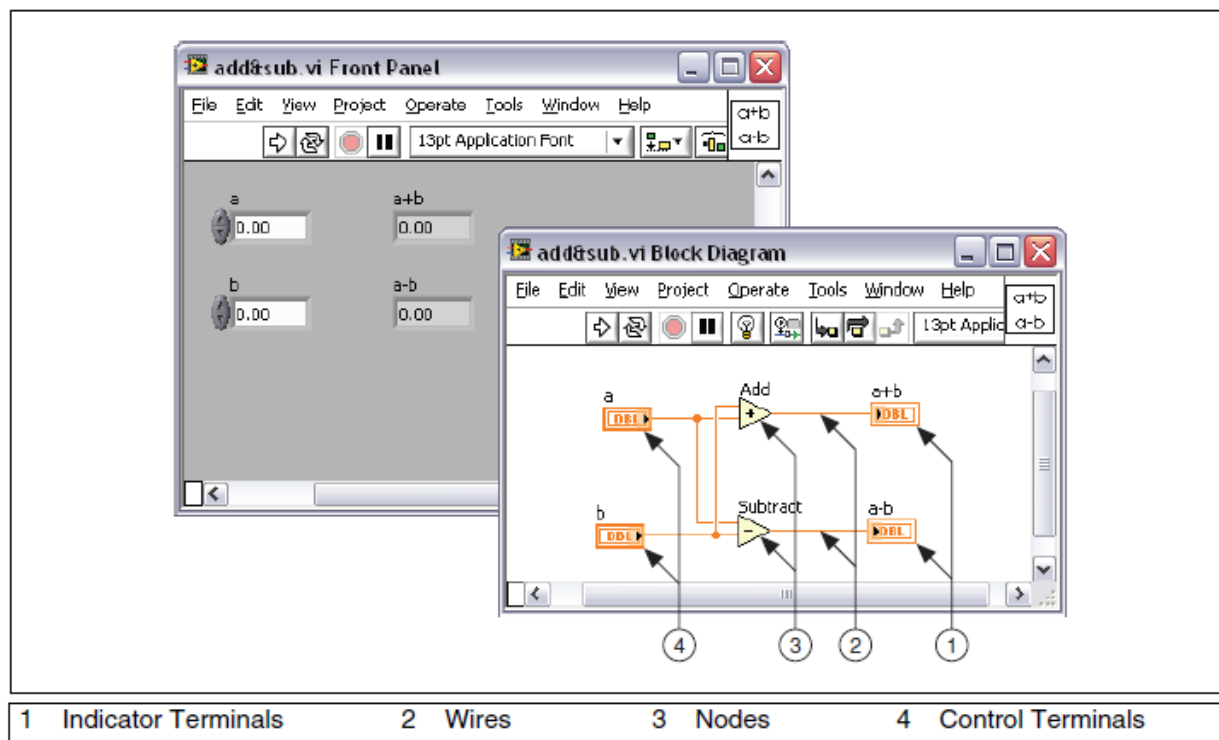 add&sub.vi Front Panel
File Edit View Project Operate Tools Window Help
a+b
a-b
13pt Application Font
a
0.00
a+b
0.00
b
0.00
a-b
0.00
add&sub.vi Block Diagram
File Edit View Project Operate Tools Window Help
a+b
a-b
13pt Applic
a
DBL
Add
+
a+b
DBL
b
DBL
Subtract
-
a-b
DBL
4 3 2 1
1 Indicator Terminals 2 Wires 3 Nodes 4 Control Terminals